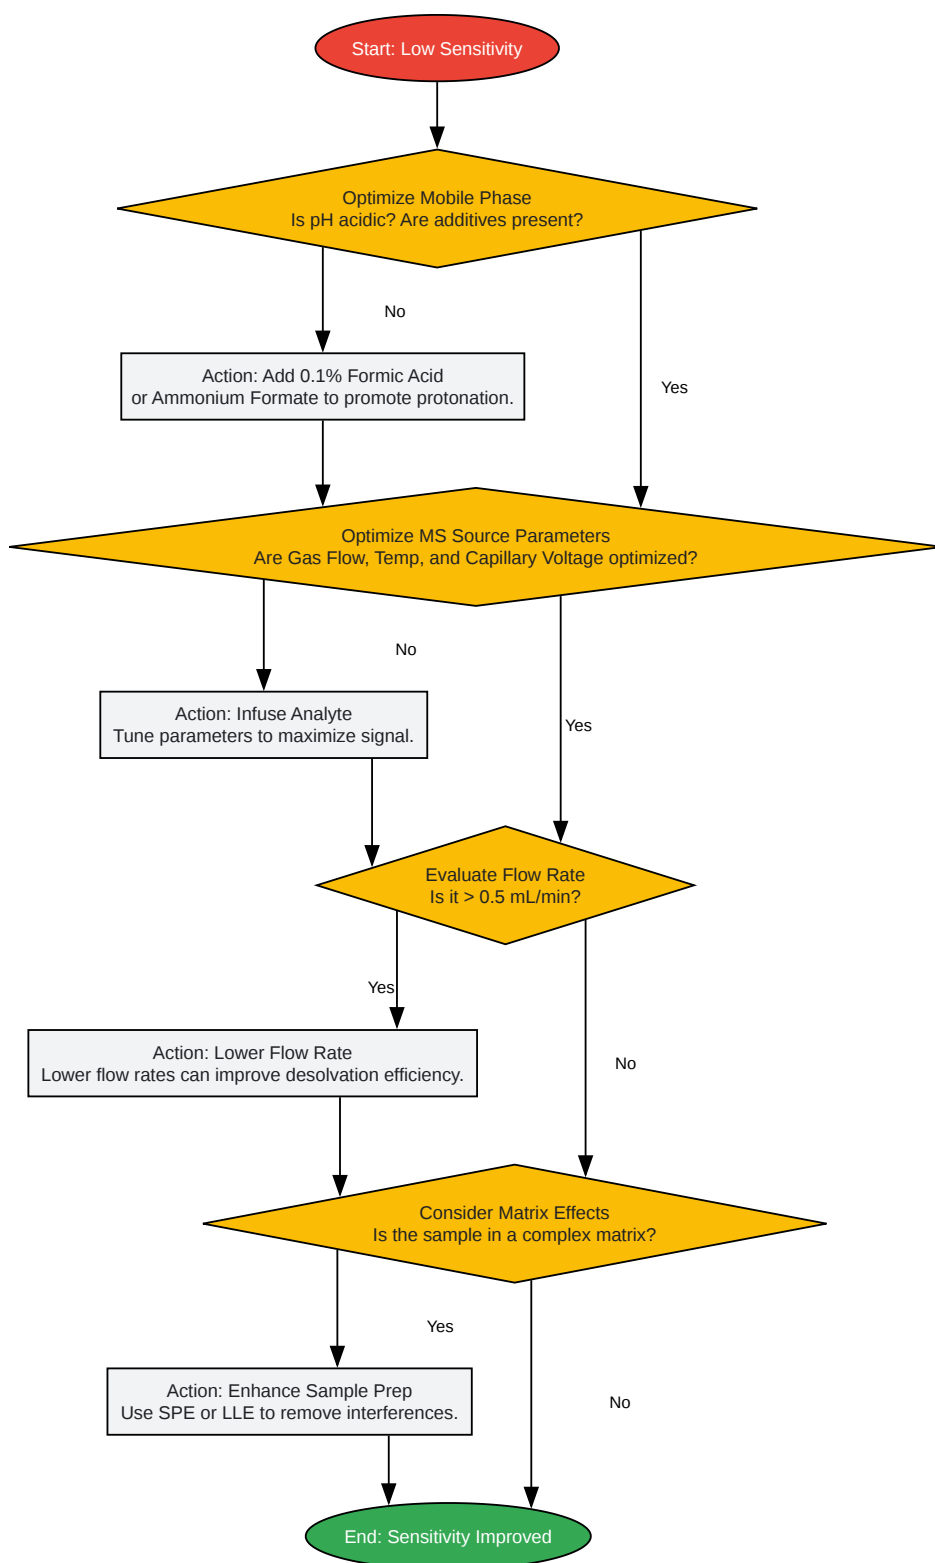 Start: Low Sensitivity
Optimize Mobile Phase
Is pH acidic? Are additives present?
No
Action: Add 0.1% Formic Acid
or Ammonium Formate to promote protonation.
Yes
Optimize MS Source Parameters
Are Gas Flow, Temp, and Capillary Voltage optimized?
No
Action: Infuse Analyte
Tune parameters to maximize signal.
Yes
Evaluate Flow Rate
Is it > 0.5 mL/min?
Yes
Action: Lower Flow Rate
Lower flow rates can improve desolvation efficiency.
No
Consider Matrix Effects
Is the sample in a complex matrix?
Yes
Action: Enhance Sample Prep
Use SPE or LLE to remove interferences.
No
End: Sensitivity Improved